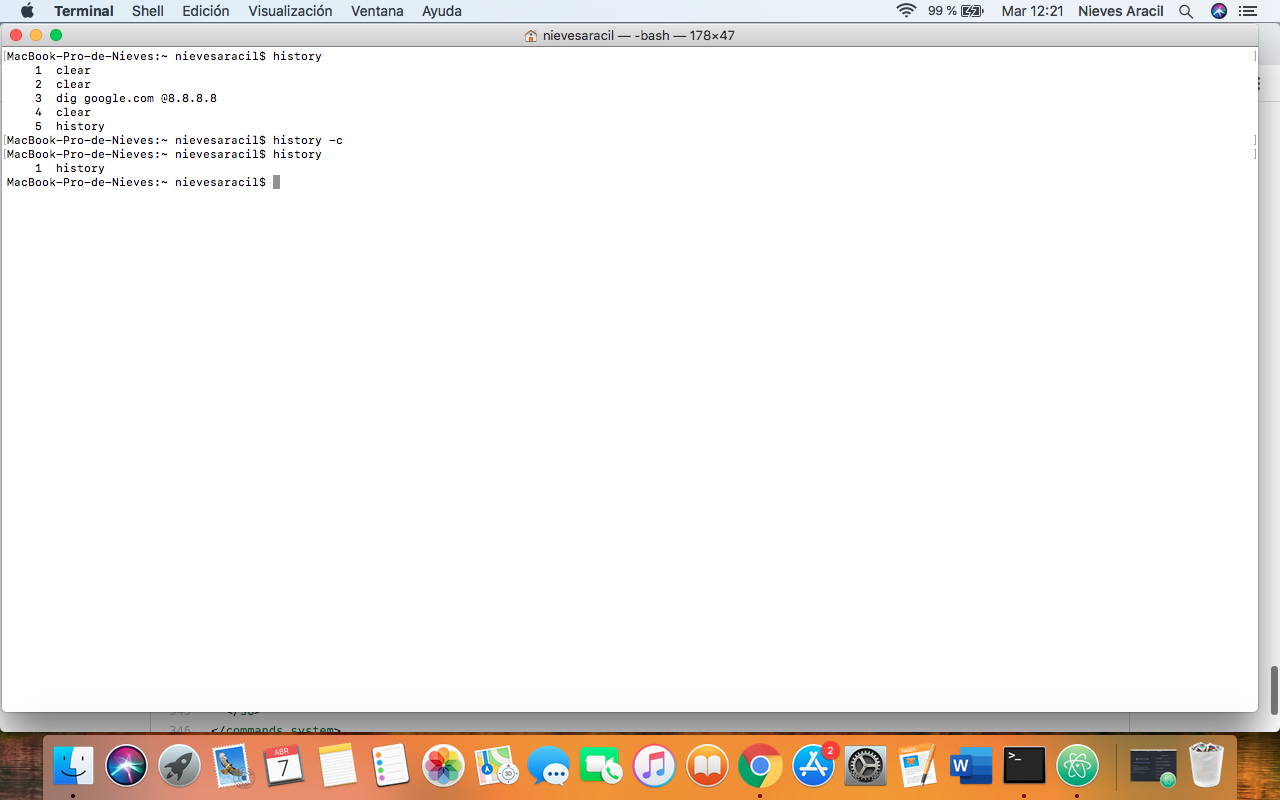 Terminal Shell Edición Visualización Ventana Ayuda 99 % Mar 12:21 Nieves Aracil
nievesaracil — -bash — 178×47
[MacBook-Pro-de-Nieves:~ nievesaracil$ history ]
1 clear
2 clear
3 dig google.com @8.8.8.8
4 clear
5 history
[MacBook-Pro-de-Nieves:~ nievesaracil$ history -c ]
[MacBook-Pro-de-Nieves:~ nievesaracil$ history ]
1 history
MacBook-Pro-de-Nieves:~ nievesaracil$
346 </commands_system>
ABR
7
3D
2
PAGES
W
>_